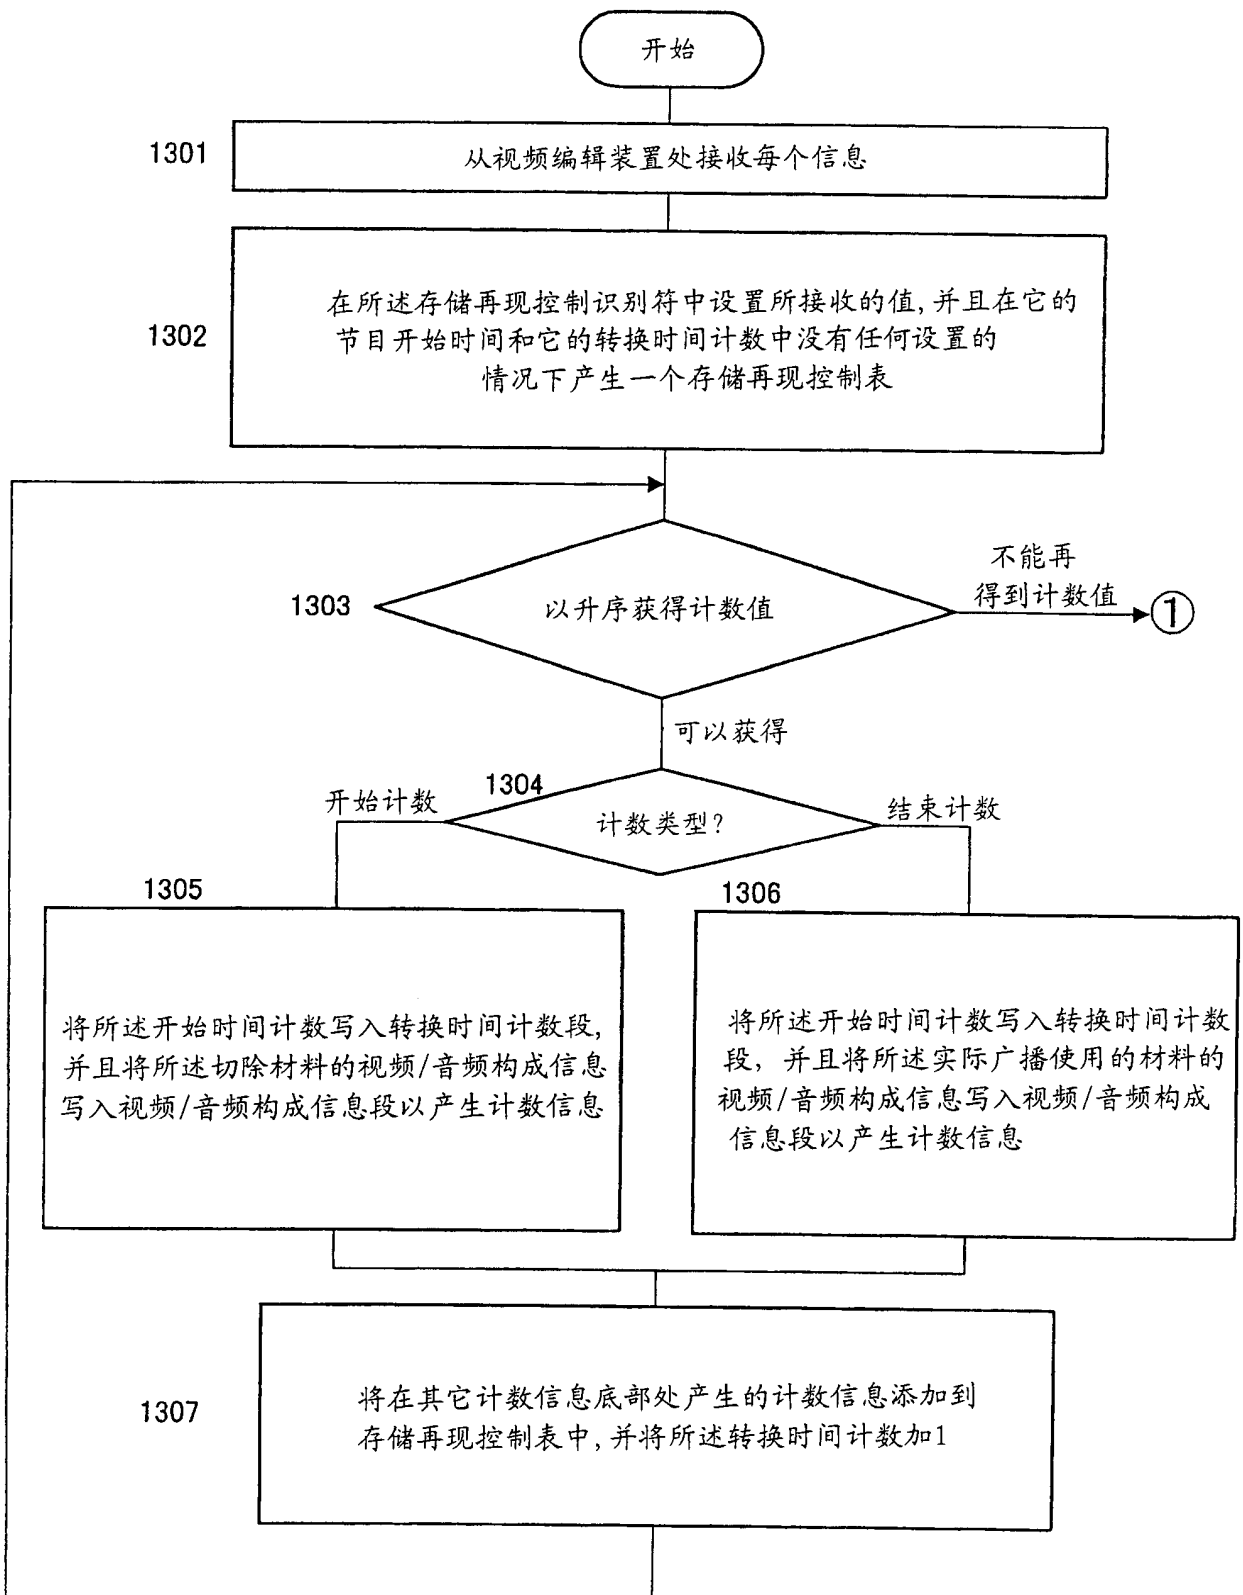 开始
1301
从视频编辑装置处接收每个信息
1302
在所述存储再现控制识别符中设置所接收的值,并且在它的
节目开始时间和它的转换时间计数中没有任何设置的
情况下产生一个存储再现控制表
1303
以升序获得计数值
不能再
得到计数值
①
可以获得
1304
计数类型?
开始计数
结束计数
1305
将所述开始时间计数写入转换时间计数段,
并且将所述切除材料的视频/音频构成信息
写入视频/音频构成信息段以产生计数信息
1306
将所述开始时间计数写入转换时间计数
段, 并且将所述实际广播使用的材料的
视频/音频构成信息写入视频/音频构成
信息段以产生计数信息
1307
将在其它计数信息底部处产生的计数信息添加到
存储再现控制表中,并将所述转换时间计数加1